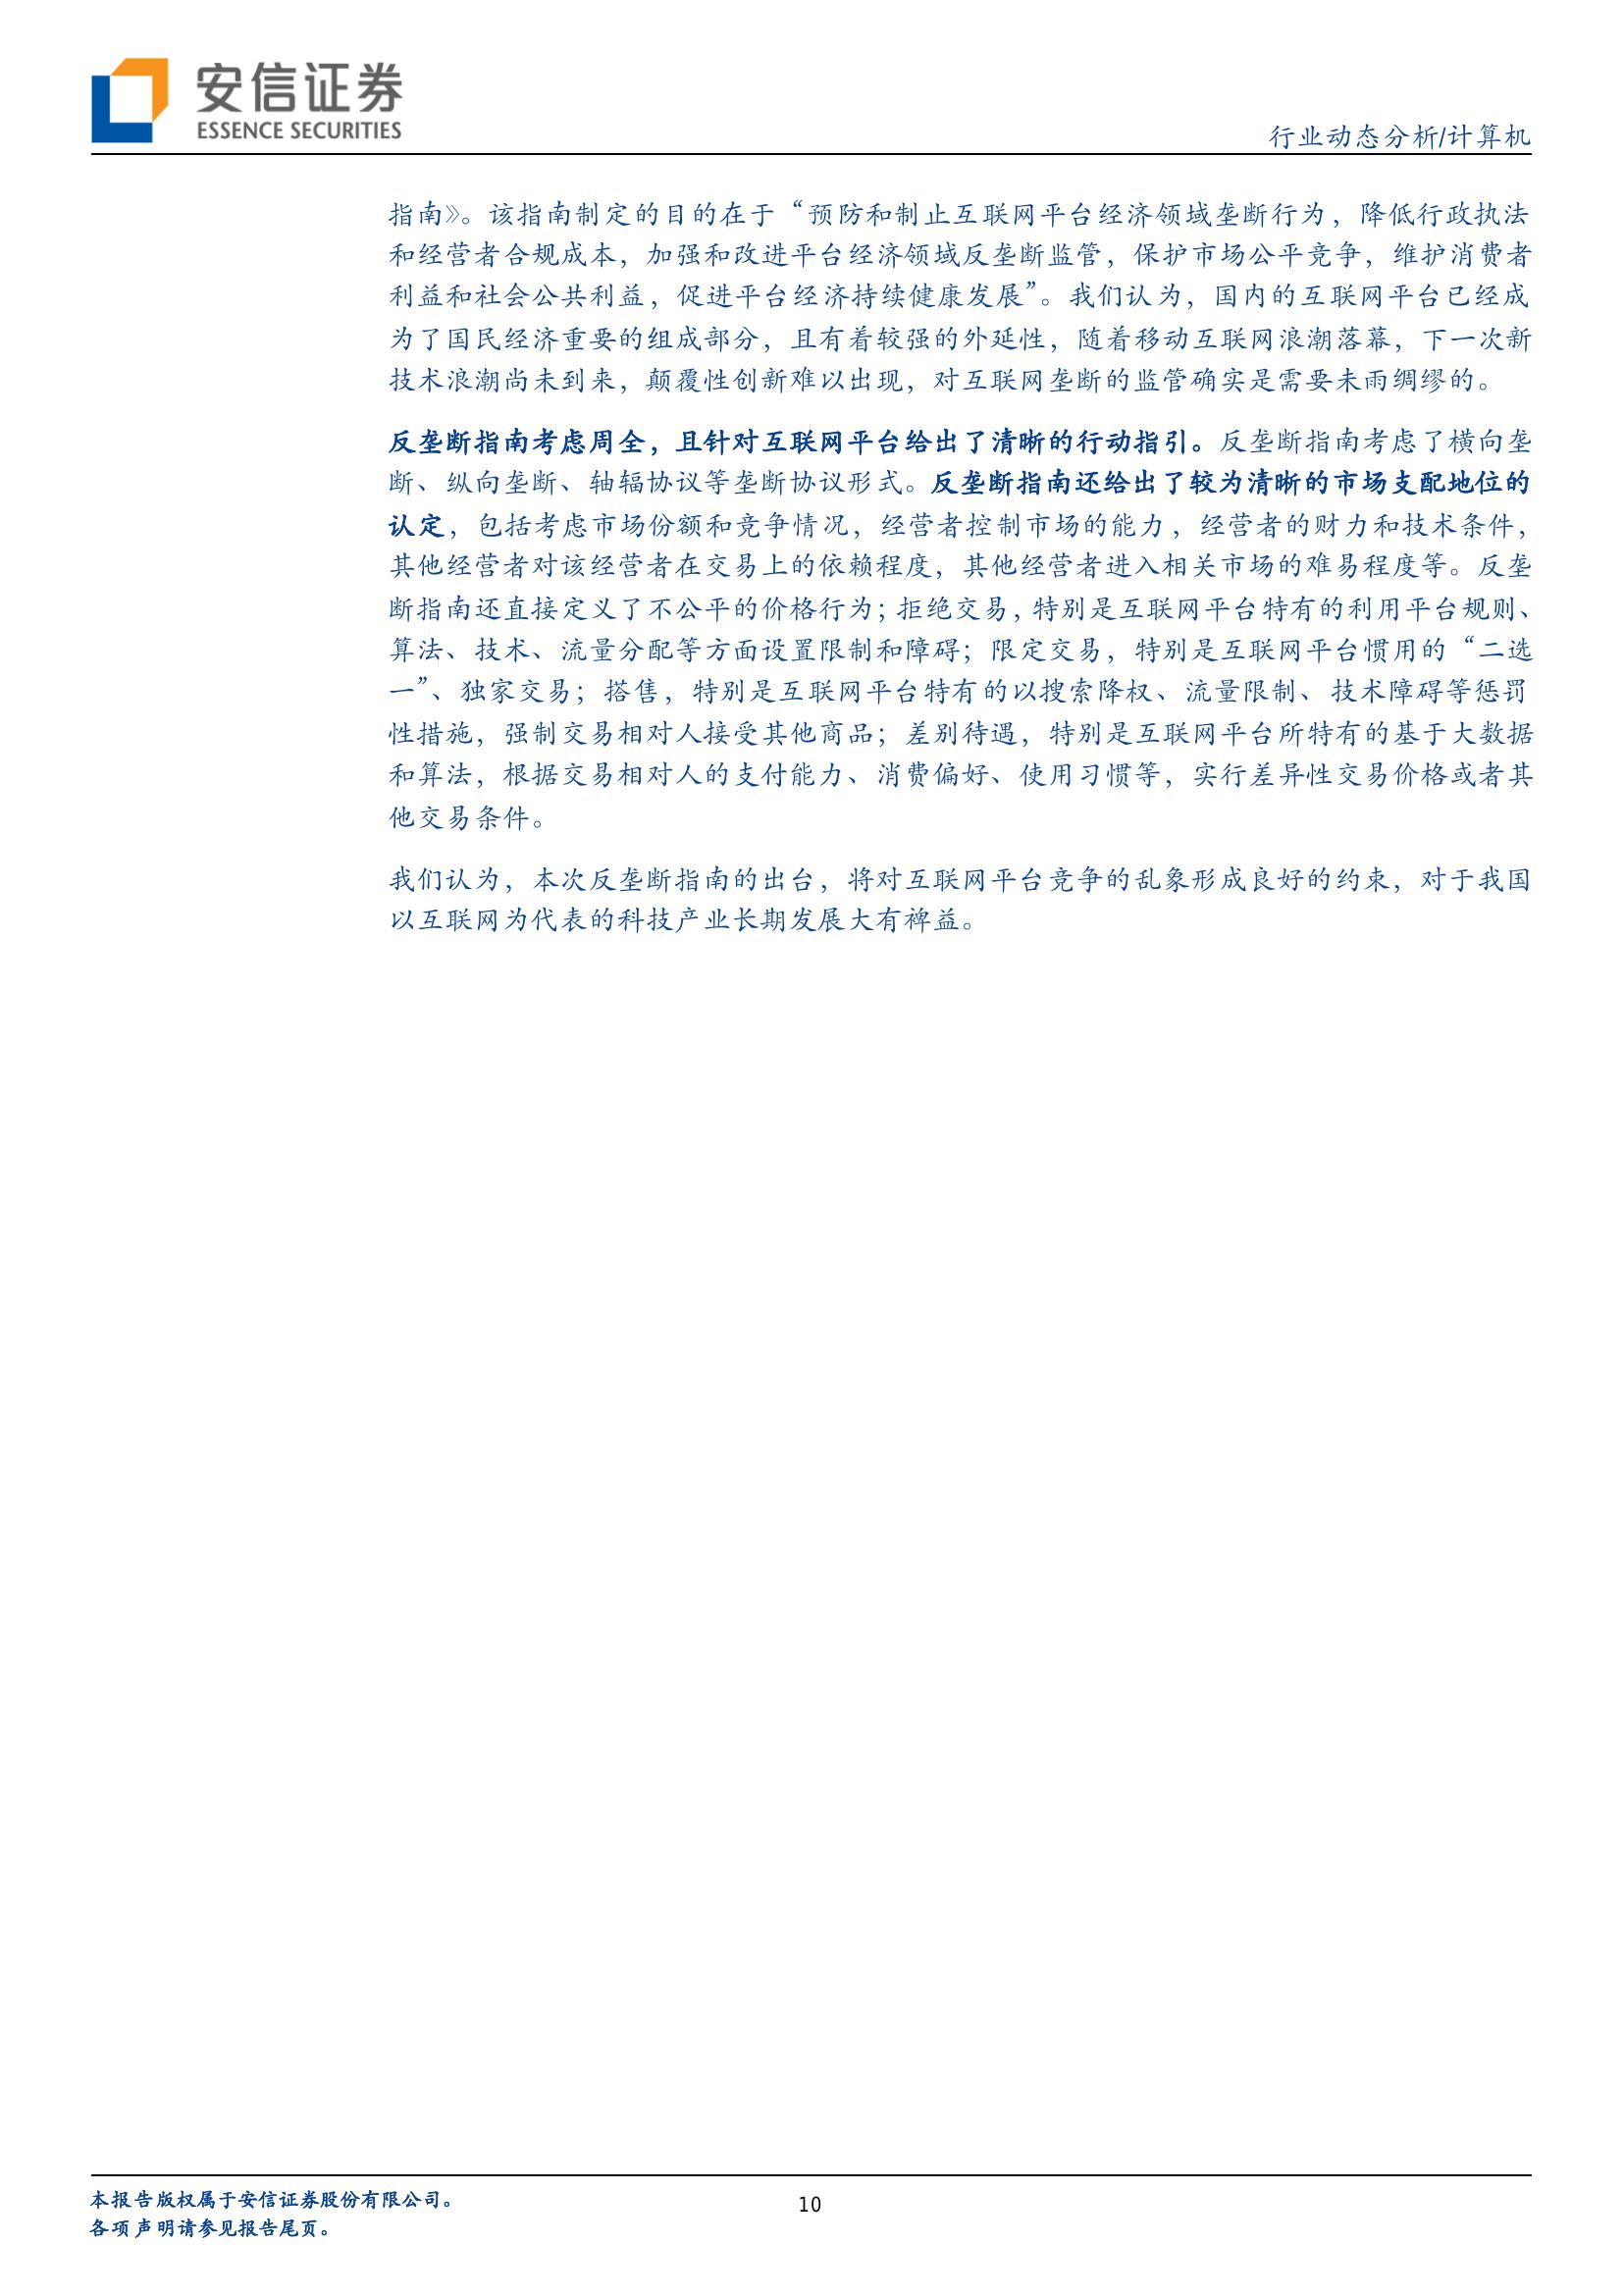 安信证券
ESSENCE SECURITIES
行业动态分析/计算机
指南》。该指南制定的目的在于“预防和制止互联网平台经济领域垄断行为，降低行政执法
和经营者合规成本，加强和改进平台经济领域反垄断监管，保护市场公平竞争，维护消费者
利益和社会公共利益，促进平台经济持续健康发展”。我们认为，国内的互联网平台已经成
为了国民经济重要的组成部分，且有着较强的外延性，随着移动互联网浪潮落幕，下一次新
技术浪潮尚未到来，颠覆性创新难以出现，对互联网垄断的监管确实是需要未雨绸缪的。
反垄断指南考虑周全，且针对互联网平台给出了清晰的行动指引。反垄断指南考虑了横向垄
断、纵向垄断、轴辐协议等垄断协议形式。反垄断指南还给出了较为清晰的市场支配地位的
认定，包括考虑市场份额和竞争情况，经营者控制市场的能力，经营者的财力和技术条件，
其他经营者对该经营者在交易上的依赖程度，其他经营者进入相关市场的难易程度等。反垄
断指南还直接定义了不公平的价格行为；拒绝交易，特别是互联网平台特有的利用平台规则、
算法、技术、流量分配等方面设置限制和障碍；限定交易，特别是互联网平台惯用的“二选
一”、独家交易；搭售，特别是互联网平台特有的以搜索降权、流量限制、技术障碍等惩罚
性措施，强制交易相对人接受其他商品；差别待遇，特别是互联网平台所特有的基于大数据
和算法，根据交易相对人的支付能力、消费偏好、使用习惯等，实行差异性交易价格或者其
他交易条件。
我们认为，本次反垄断指南的出台，将对互联网平台竞争的乱象形成良好的约束，对于我国
以互联网为代表的科技产业长期发展大有裨益。
本报告版权属于安信证券股份有限公司。
各项声明请参见报告尾页。
10